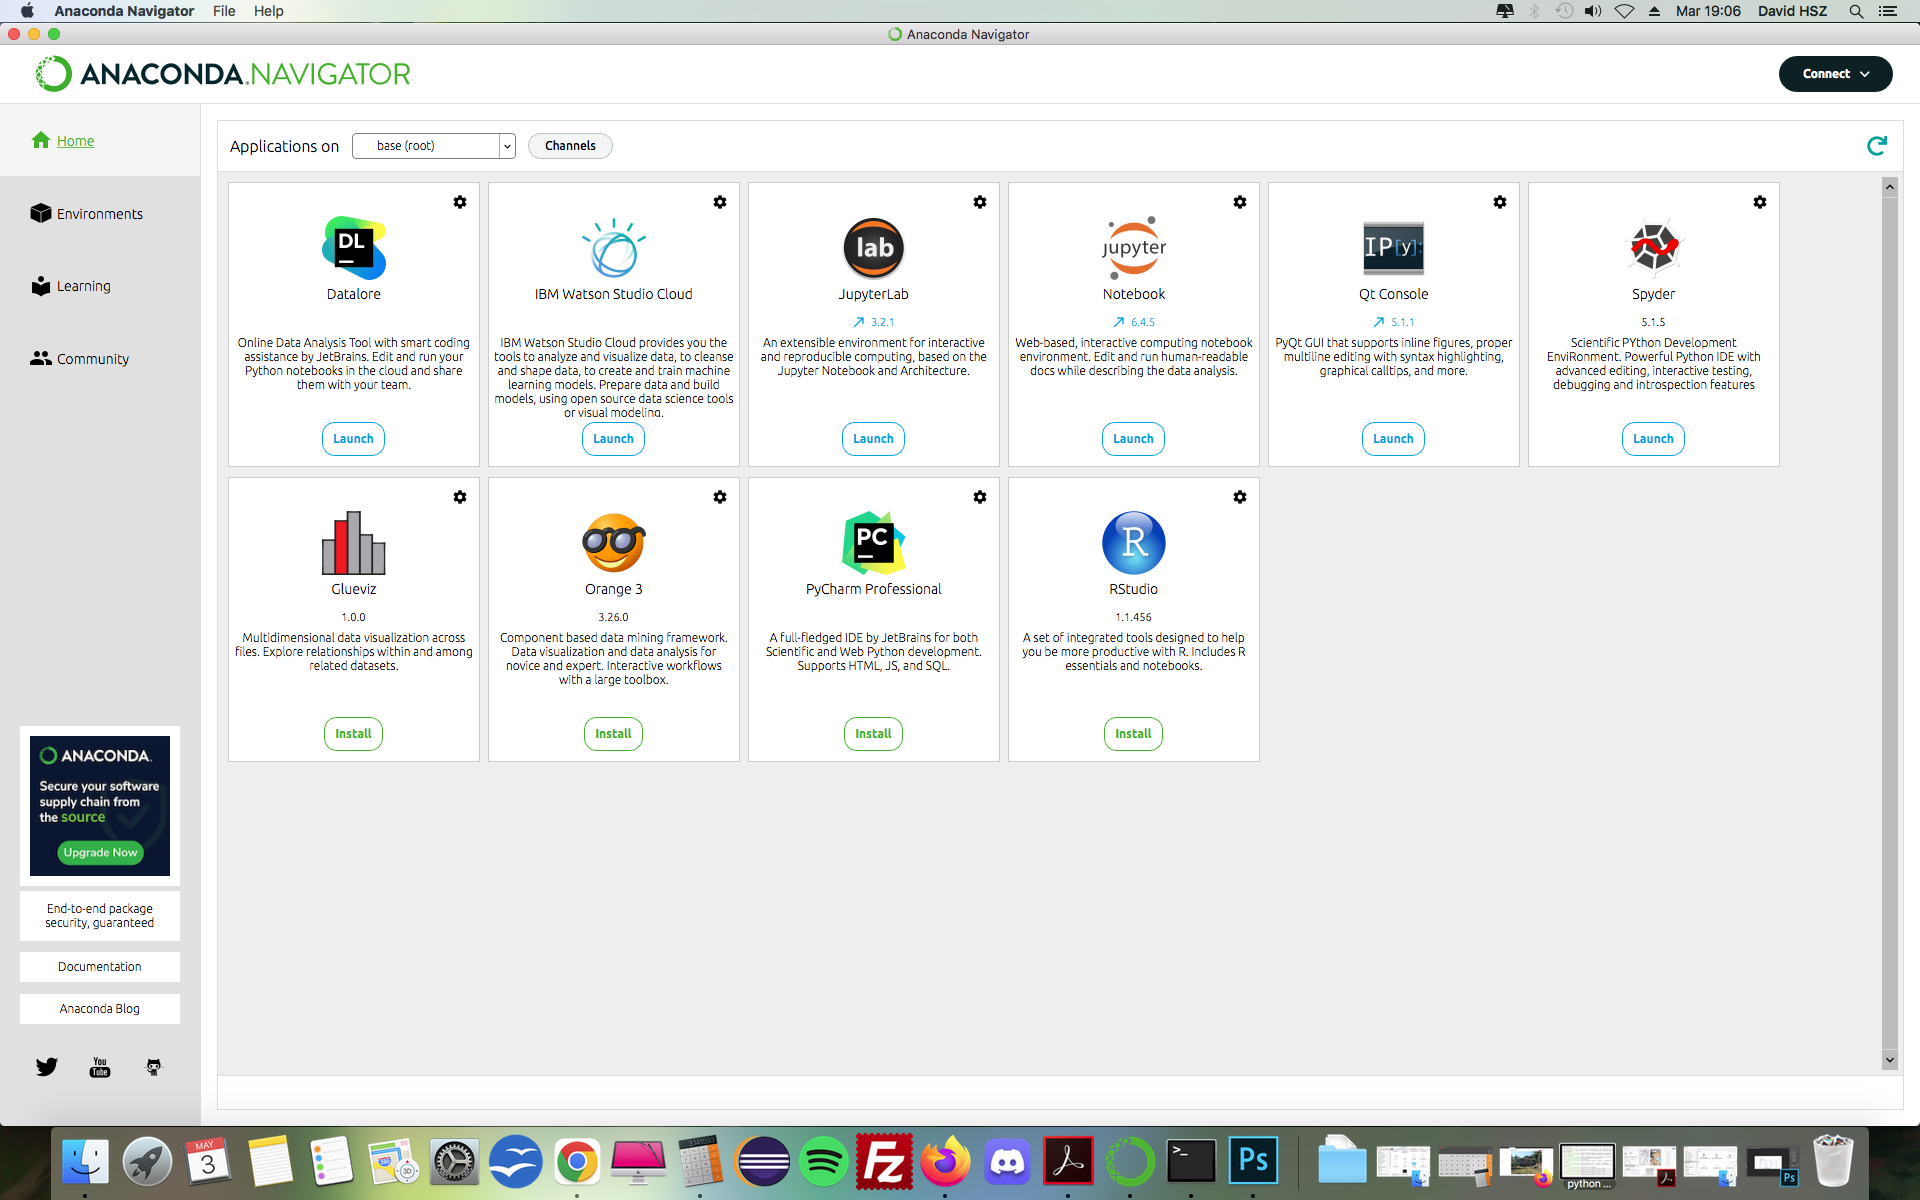 Anaconda Navigator File Help
Mar 19:06 David HSZ
Anaconda Navigator
ANACONDA.NAVIGATOR
Connect
Home
Environments
Learning
Community
Applications on base (root) Channels
DL
Datalore
Online Data Analysis Tool with smart coding
assistance by JetBrains. Edit and run your
Python notebooks in the cloud and share
them with your team.
Launch
IBM Watson Studio Cloud
IBM Watson Studio Cloud provides you the
tools to analyze and visualize data, to cleanse
and shape data, to create and train machine
learning models. Prepare data and build
models, using open source data science tools
or visual modeling.
Launch
lab
JupyterLab
3.2.1
An extensible environment for interactive
and reproducible computing, based on the
Jupyter Notebook and Architecture.
Launch
jupyter
Notebook
6.4.5
Web-based, interactive computing notebook
environment. Edit and run human-readable
docs while describing the data analysis.
Launch
IP[y]:
Qt Console
5.1.1
PyQt GUI that supports inline figures, proper
multiline editing with syntax highlighting,
graphical calltips, and more.
Launch
Spyder
5.1.5
Scientific PYthon Development
EnviRonment. Powerful Python IDE with
advanced editing, interactive testing,
debugging and introspection features
Launch
Glueviz
1.0.0
Multidimensional data visualization across
files. Explore relationships within and among
related datasets.
Install
Orange 3
3.26.0
Component based data mining framework.
Data visualization and data analysis for
novice and expert. Interactive workflows
with a large toolbox.
Install
PC
PyCharm Professional
A full-fledged IDE by JetBrains for both
Scientific and Web Python development.
Supports HTML, JS, and SQL.
Install
R
RStudio
1.1.456
A set of integrated tools designed to help
you be more productive with R. Includes R
essentials and notebooks.
Install
ANACONDA.
Secure your software
supply chain from
the source
Upgrade Now
End-to-end package
security, guaranteed
Documentation
Anaconda Blog
You
Tube
MAY
3
3D
Fz
>_
Ps
python ...
Ps